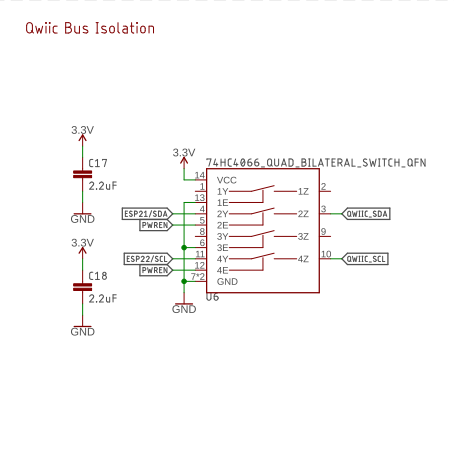 Qwiic Bus Isolation
3.3V
C17
2.2uF
GND
3.3V
C18
2.2uF
GND
3.3V
74HC4066_QUAD_BILATERAL_SWITCH_QFN
14 VCC
1 1Y 1Z 2
13 1E
ESP21/SDA 4 2Y 2Z 3 QWIIC_SDA
PWREN 5 2E
8 3Y 3Z 9
6 3E
ESP22/SCL 11 4Y 4Z 10 QWIIC_SCL
PWREN 12 4E
7*2 GND
U6
GND